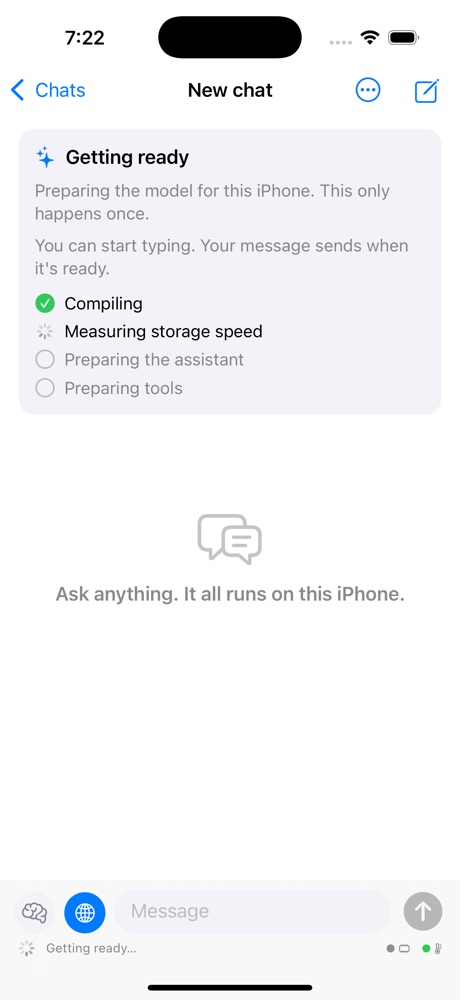 7:22
Chats
New chat
Getting ready
Preparing the model for this iPhone. This only
happens once.
You can start typing. Your message sends when
it's ready.
Compiling
Measuring storage speed
Preparing the assistant
Preparing tools
Ask anything. It all runs on this iPhone.
Message
Getting ready...